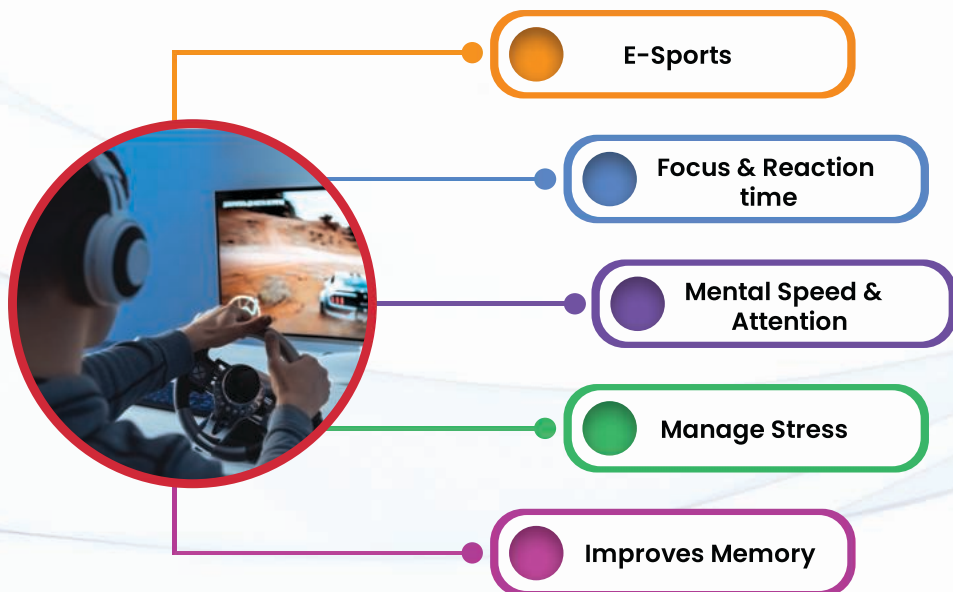 E-Sports
Focus & Reaction
time
Mental Speed &
Attention
Manage Stress
Improves Memory